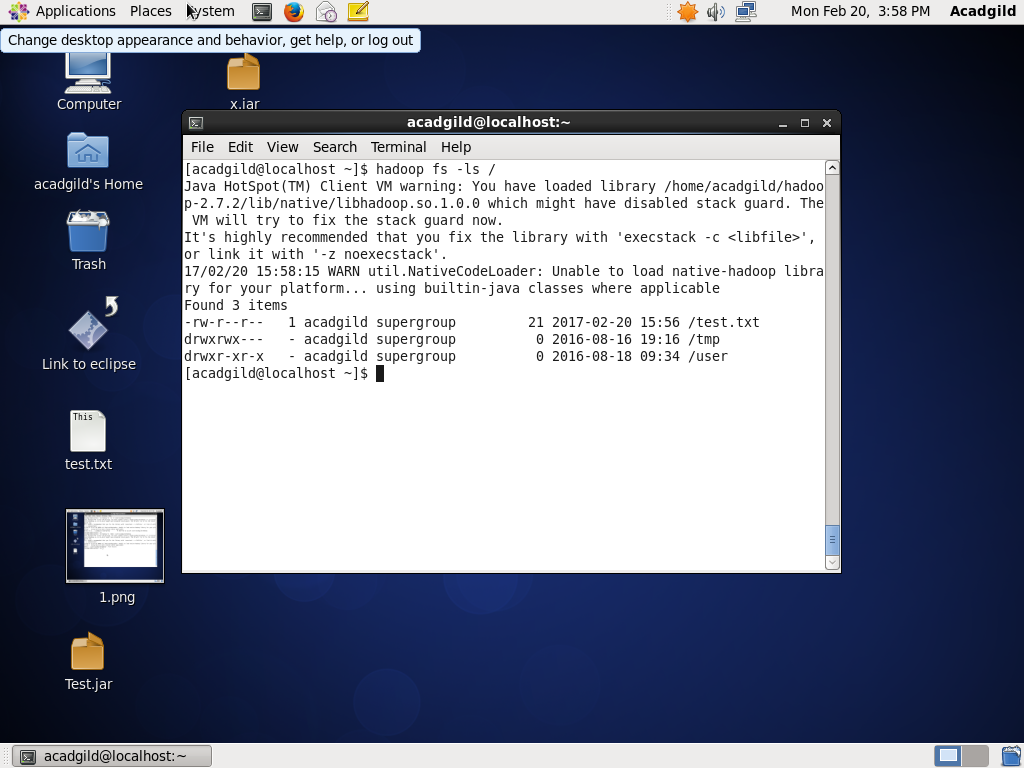 Applications Places System Mon Feb 20, 3:58 PM Acadgild
Change desktop appearance and behavior, get help, or log out
Computer
x.jar
acadgild's Home
Trash
Link to eclipse
This
test.txt
1.png
Test.jar
acadgild@localhost:~
File Edit View Search Terminal Help
[acadgild@localhost ~]$ hadoop fs -ls /
Java HotSpot(TM) Client VM warning: You have loaded library /home/acadgild/hadoo
p-2.7.2/lib/native/libhadoop.so.1.0.0 which might have disabled stack guard. The
 VM will try to fix the stack guard now.
It's highly recommended that you fix the library with 'execstack -c <libfile>',
or link it with '-z noexecstack'.
17/02/20 15:58:15 WARN util.NativeCodeLoader: Unable to load native-hadoop libra
ry for your platform... using builtin-java classes where applicable
Found 3 items
-rw-r--r--   1 acadgild supergroup         21 2017-02-20 15:56 /test.txt
drwxrwx---   - acadgild supergroup          0 2016-08-16 19:16 /tmp
drwxr-xr-x   - acadgild supergroup          0 2016-08-18 09:34 /user
[acadgild@localhost ~]$
acadgild@localhost:~